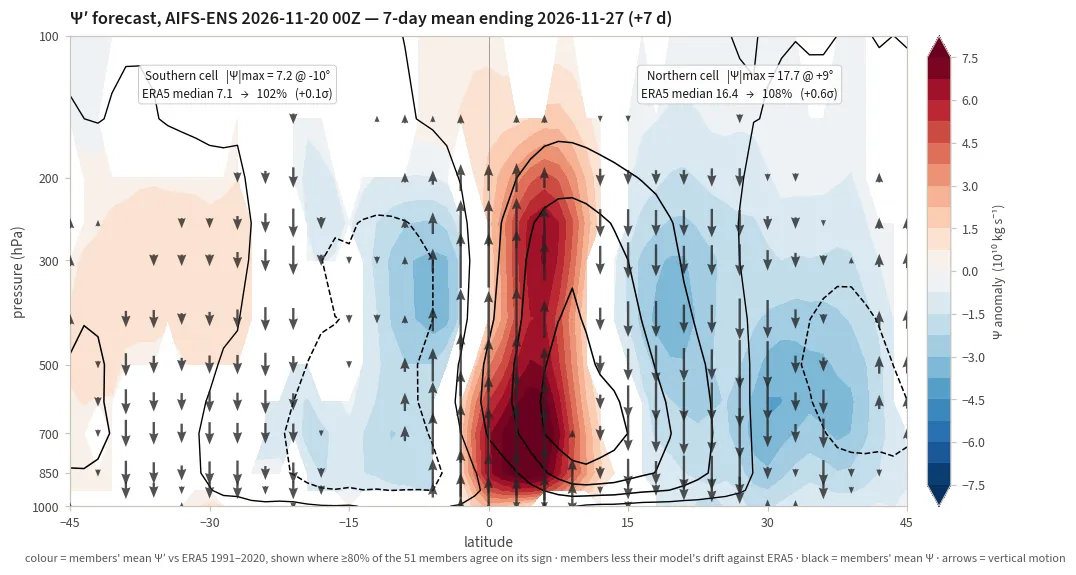 Ψ′ forecast, AIFS-ENS 2026-11-20 00Z — 7-day mean ending 2026-11-27 (+7 d)
Southern cell |Ψ|max = 7.2 @ -10°
ERA5 median 7.1 → 102% (+0.1σ)
Northern cell |Ψ|max = 17.7 @ +9°
ERA5 median 16.4 → 108% (+0.6σ)
pressure (hPa)
100
200
300
400
500
700
850
1000
−45
−30
−15
0
15
30
45
latitude
7.5
6.0
4.5
3.0
1.5
0.0
−1.5
−3.0
−4.5
−6.0
−7.5
Ψ anomaly (10¹⁰ kg s⁻¹)
colour = members' mean Ψ′ vs ERA5 1991–2020, shown where ≥80% of the 51 members agree on its sign · members less their model's drift against ERA5 · black = members' mean Ψ · arrows = vertical motion